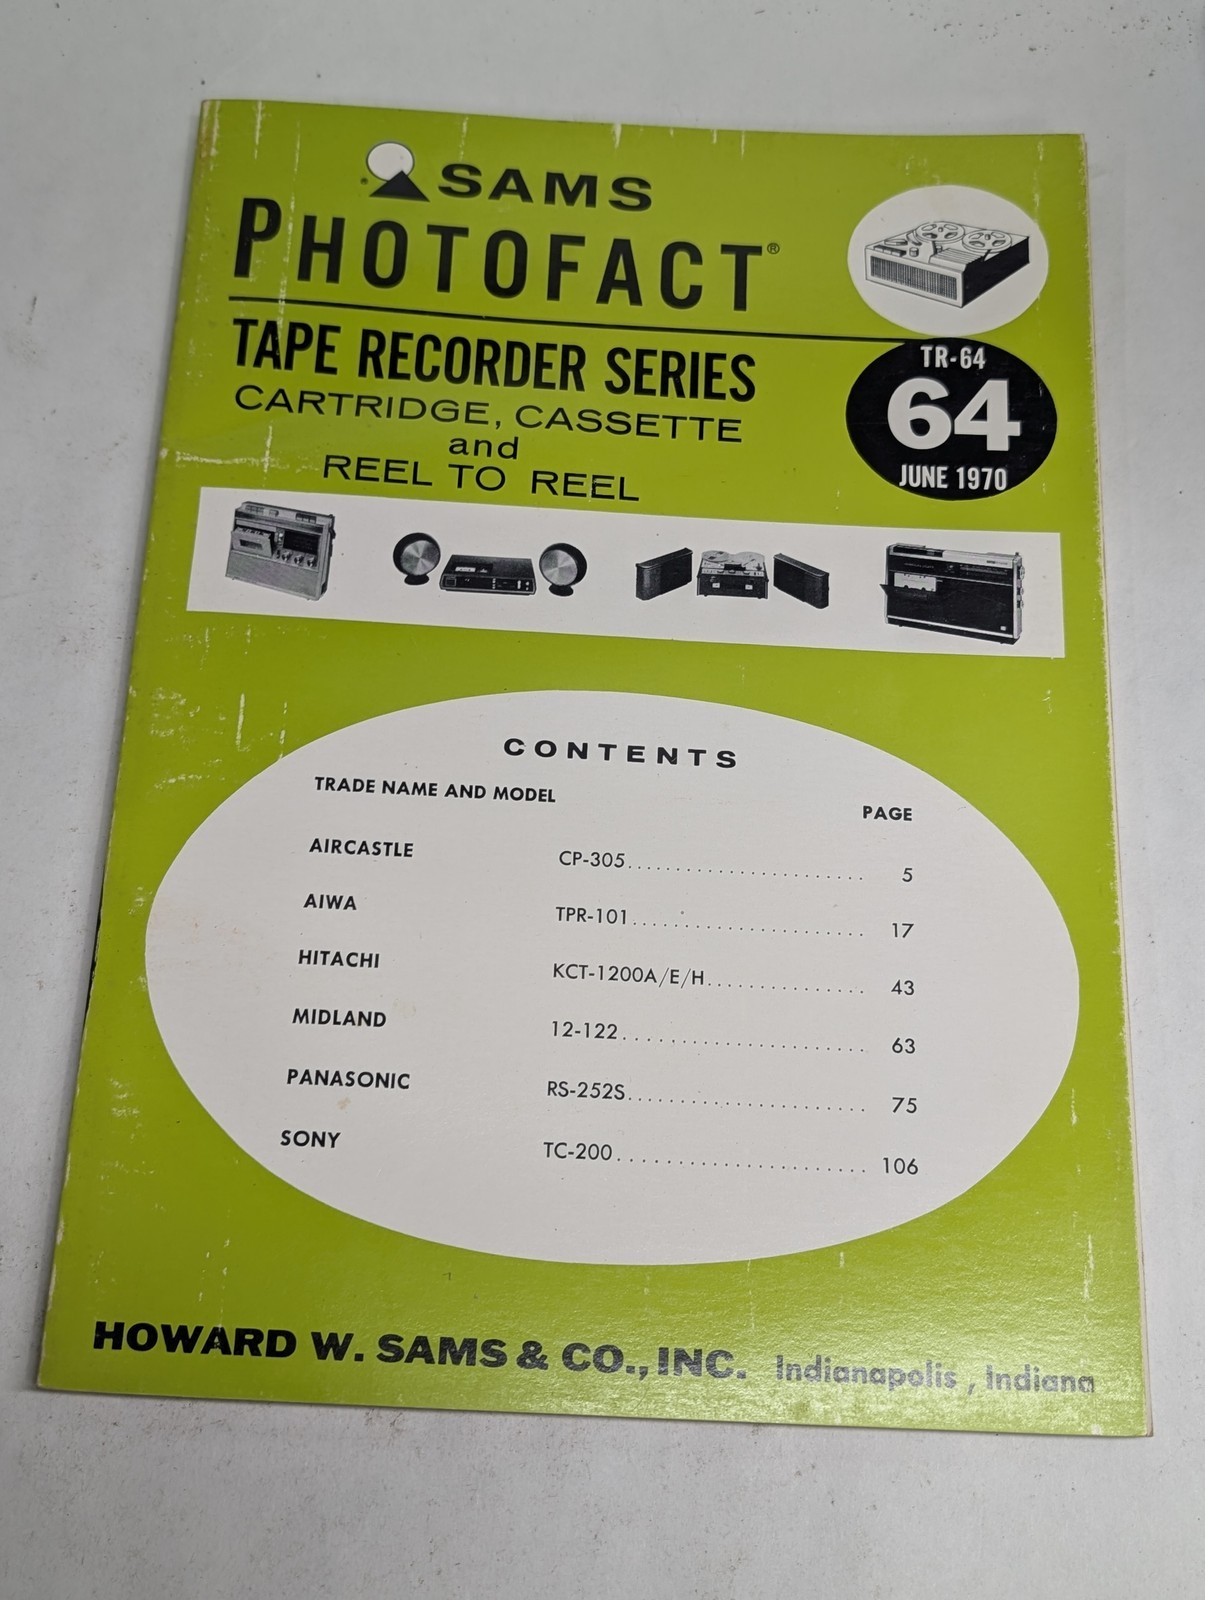 SAMS
PHOTOFACT®
TAPE RECORDER SERIES
CARTRIDGE, CASSETTE
and
REEL TO REEL
TR-64
64
JUNE 1970
CONTENTS
TRADE NAME AND MODEL PAGE
AIRCASTLE CP-305........................ 5
AIWA TPR-101....................... 17
HITACHI KCT-1200A/E/H............... 43
MIDLAND 12-122........................ 63
PANASONIC RS-252S....................... 75
SONY TC-200........................ 106
HOWARD W. SAMS & CO., INC. Indianapolis, Indiana